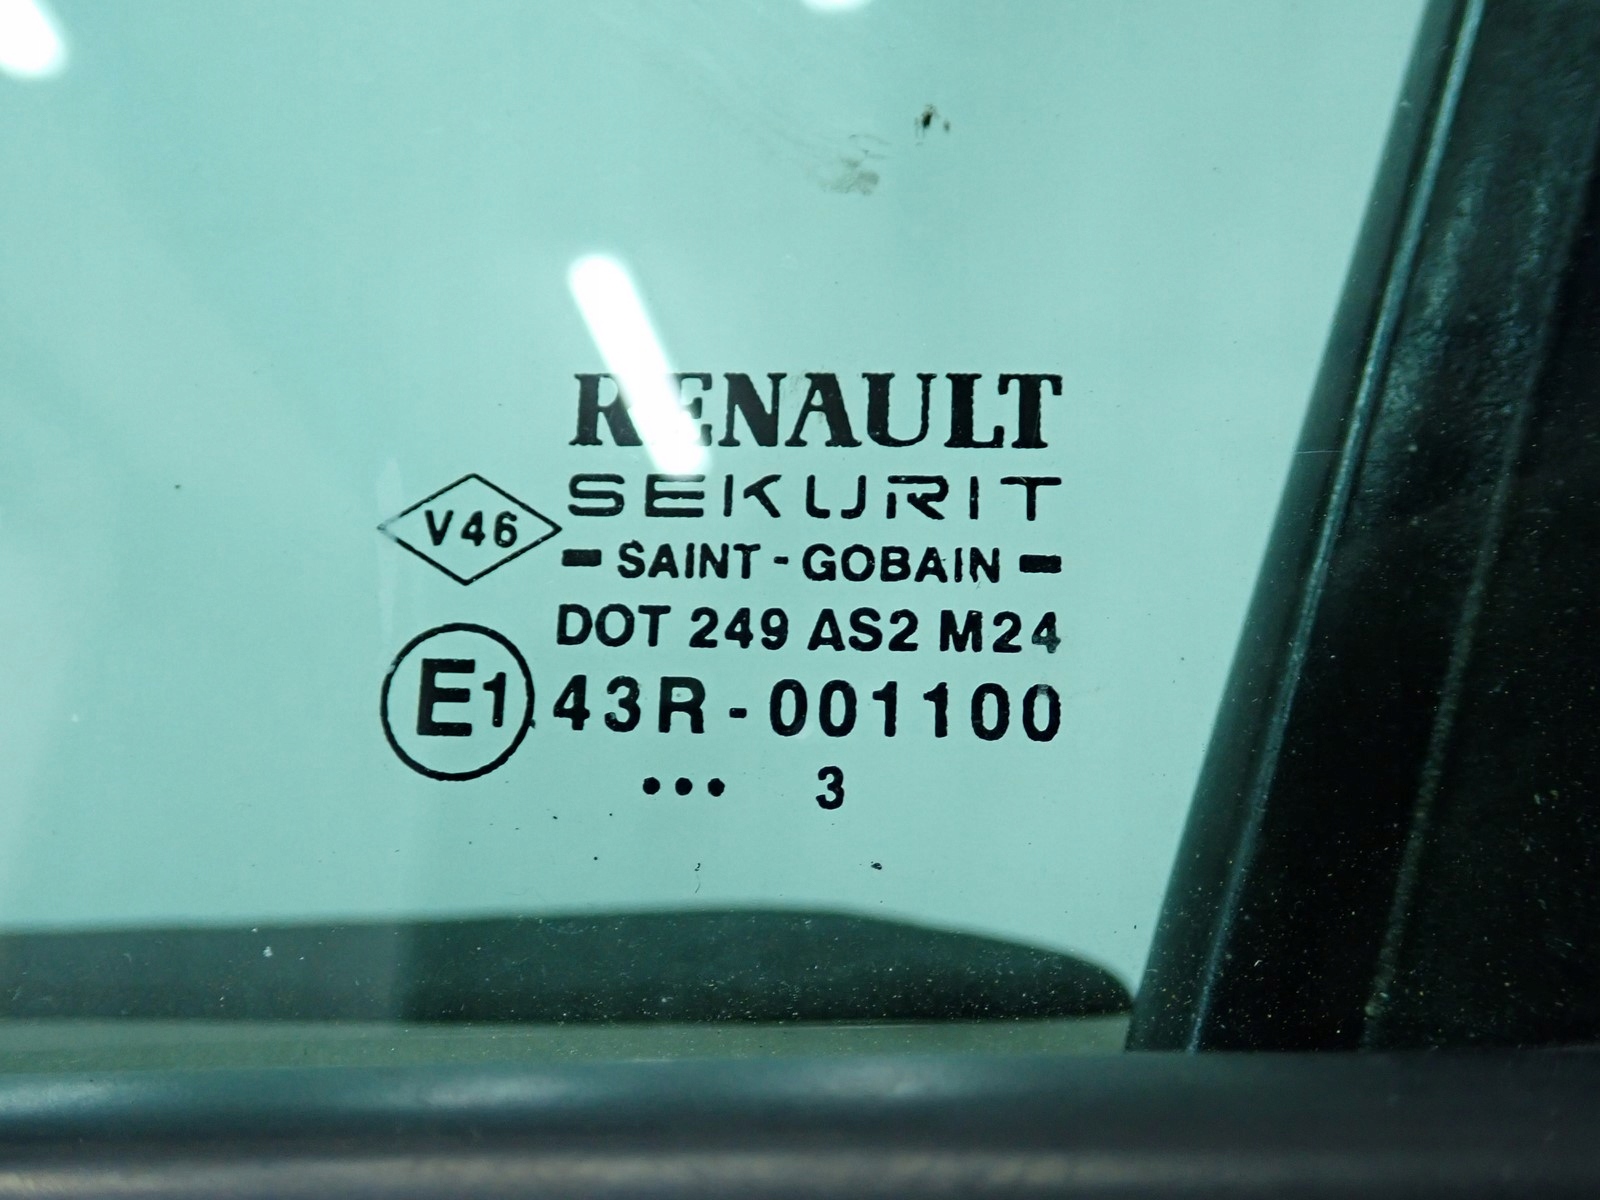 RENAULT
SEKURIT
V46
SAINT-GOBAIN
DOT 249 AS2 M24
E1 43R-001100
... 3